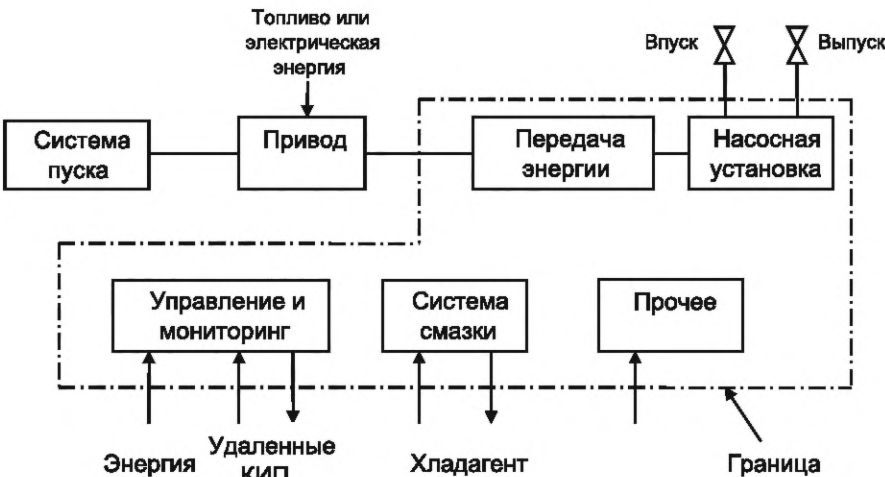 Топливо или
электрическая
энергия
Впуск
Выпуск
Система
пуска
Привод
Передача
энергии
Насосная
установка
Управление и
мониторинг
Система
смазки
Прочее
Энергия
Удаленные
КИП
Хладагент
Граница